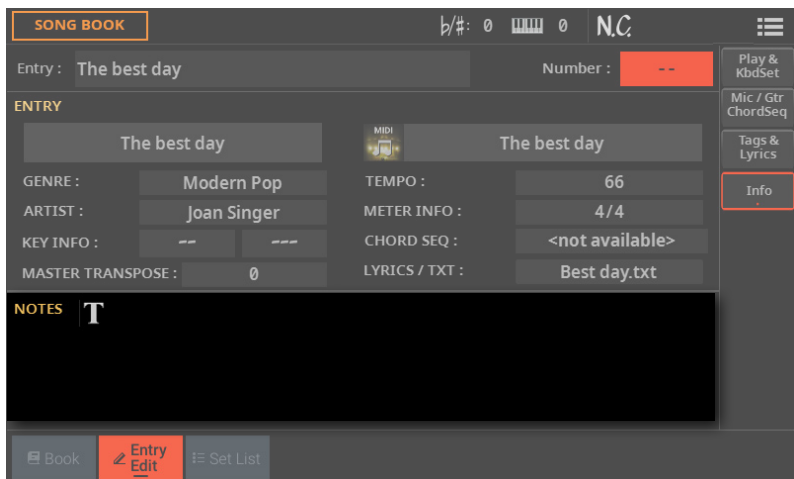 SONG BOOK
b/#: 0 0 N.C.
Entry : The best day Number : --
Play & KbdSet
Mic / Gtr ChordSeq
Tags & Lyrics
Info
ENTRY
The best day MIDI The best day
GENRE : Modern Pop TEMPO : 66
ARTIST : Joan Singer METER INFO : 4/4
KEY INFO : -- --- CHORD SEQ : <not available>
MASTER TRANSPOSE : 0 LYRICS / TXT : Best day.txt
NOTES T
Book Entry Edit Set List